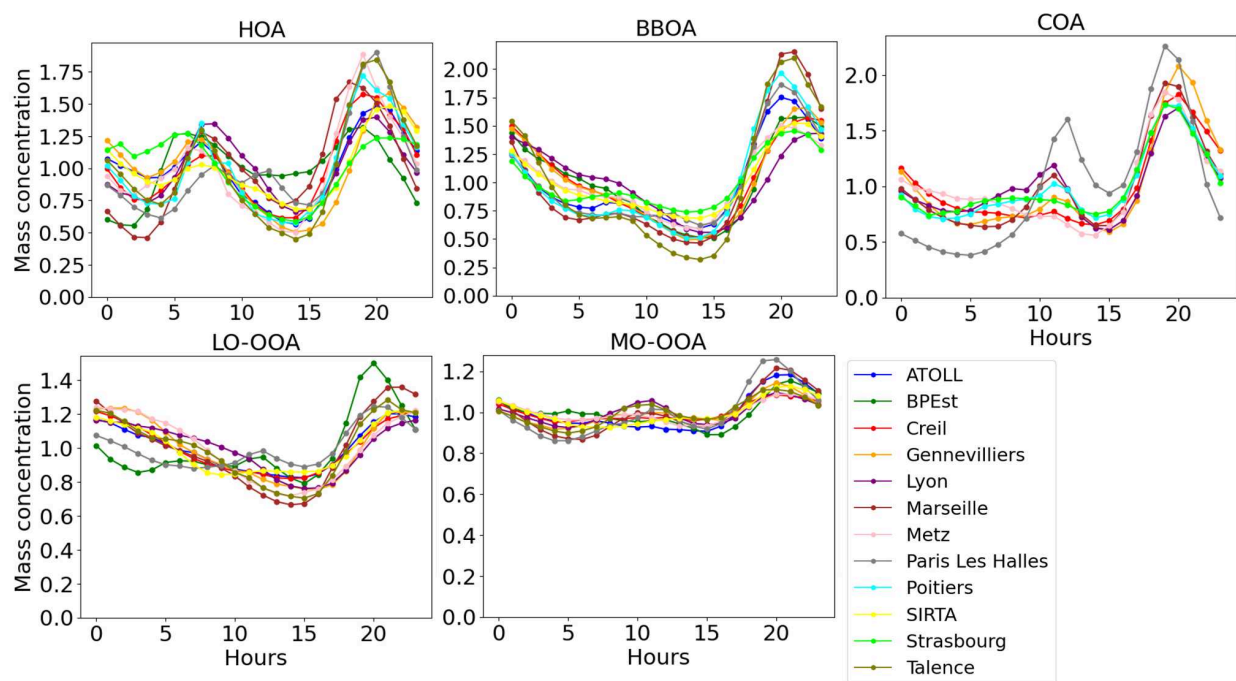 HOA
BBOA
COA
Mass concentration
1.75
1.50
1.25
1.00
0.75
0.50
0.25
0.00
0 5 10 15 20
2.00
1.75
1.50
1.25
1.00
0.75
0.50
0.25
0.00
0 5 10 15 20
2.0
1.5
1.0
0.5
0.0
0 5 10 15 20
Hours
LO-OOA
MO-OOA
Mass concentration
1.4
1.2
1.0
0.8
0.6
0.4
0.2
0.0
0 5 10 15 20
Hours
1.2
1.0
0.8
0.6
0.4
0.2
0.0
0 5 10 15 20
Hours
ATOLL
BPEst
Creil
Gennevilliers
Lyon
Marseille
Metz
Paris Les Halles
Poitiers
SIRTA
Strasbourg
Talence